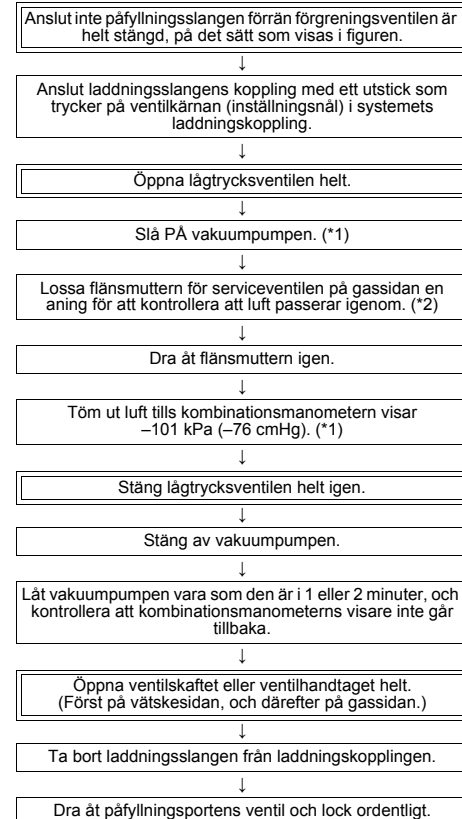 Anslut inte påfyllningsslangen förrän förgreningsventilen är
helt stängd, på det sätt som visas i figuren.
↓
Anslut laddningsslangens koppling med ett utstick som
trycker på ventilkärnan (inställningsnål) i systemets
laddningskoppling.
↓
Öppna lågtrycksventilen helt.
↓
Slå PÅ vakuumpumpen. (*1)
↓
Lossa flänsmuttern för serviceventilen på gassidan en
aning för att kontrollera att luft passerar igenom. (*2)
↓
Dra åt flänsmuttern igen.
↓
Töm ut luft tills kombinationsmanometern visar
–101 kPa (–76 cmHg). (*1)
↓
Stäng lågtrycksventilen helt igen.
↓
Stäng av vakuumpumpen.
↓
Låt vakuumpumpen vara som den är i 1 eller 2 minuter, och
kontrollera att kombinationsmanometerns visare inte går
tillbaka.
↓
Öppna ventilskaftet eller ventilhandtaget helt.
(Först på vätskesidan, och därefter på gassidan.)
↓
Ta bort laddningsslangen från laddningskopplingen.
↓
Dra åt påfyllningsportens ventil och lock ordentligt.